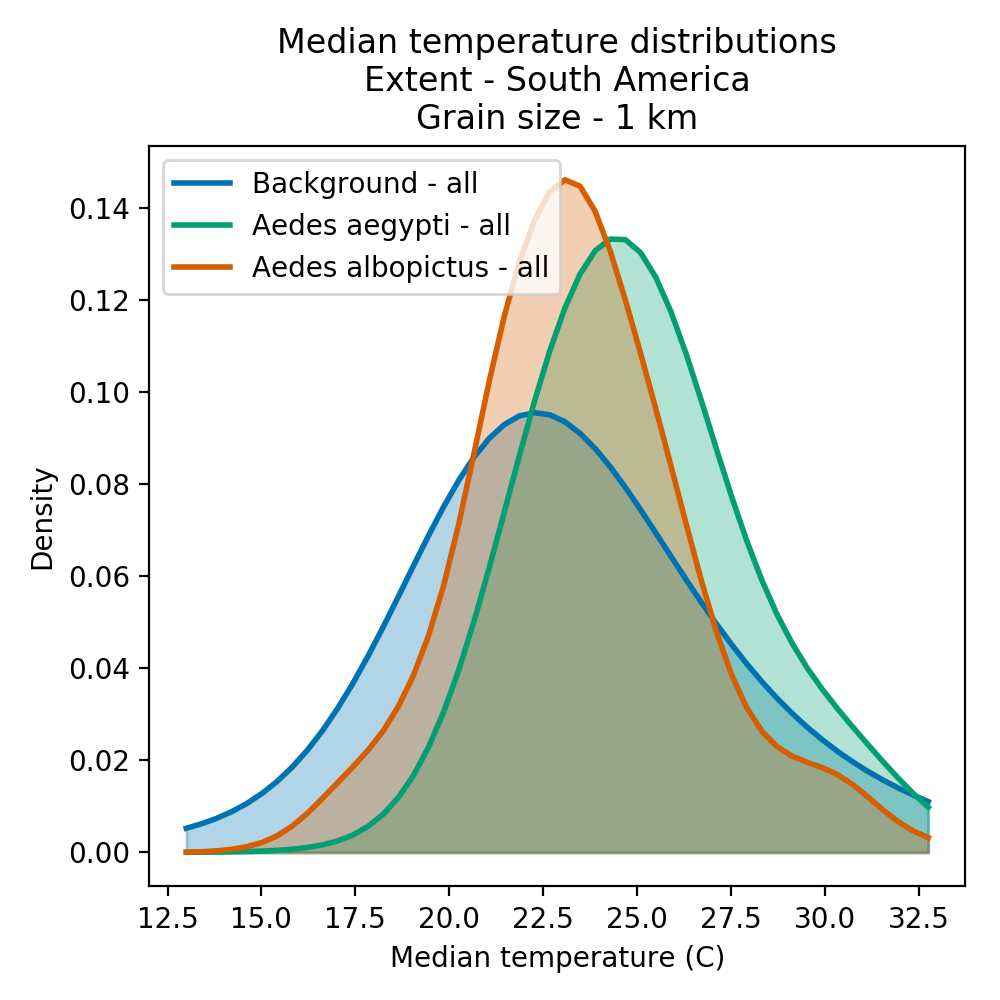 Median temperature distributions
Extent - South America
Grain size - 1 km
Background - all
Aedes aegypti - all
Aedes albopictus - all
0.14
0.12
0.10
0.08
0.06
0.04
0.02
0.00
Density
12.5 15.0 17.5 20.0 22.5 25.0 27.5 30.0 32.5
Median temperature (C)